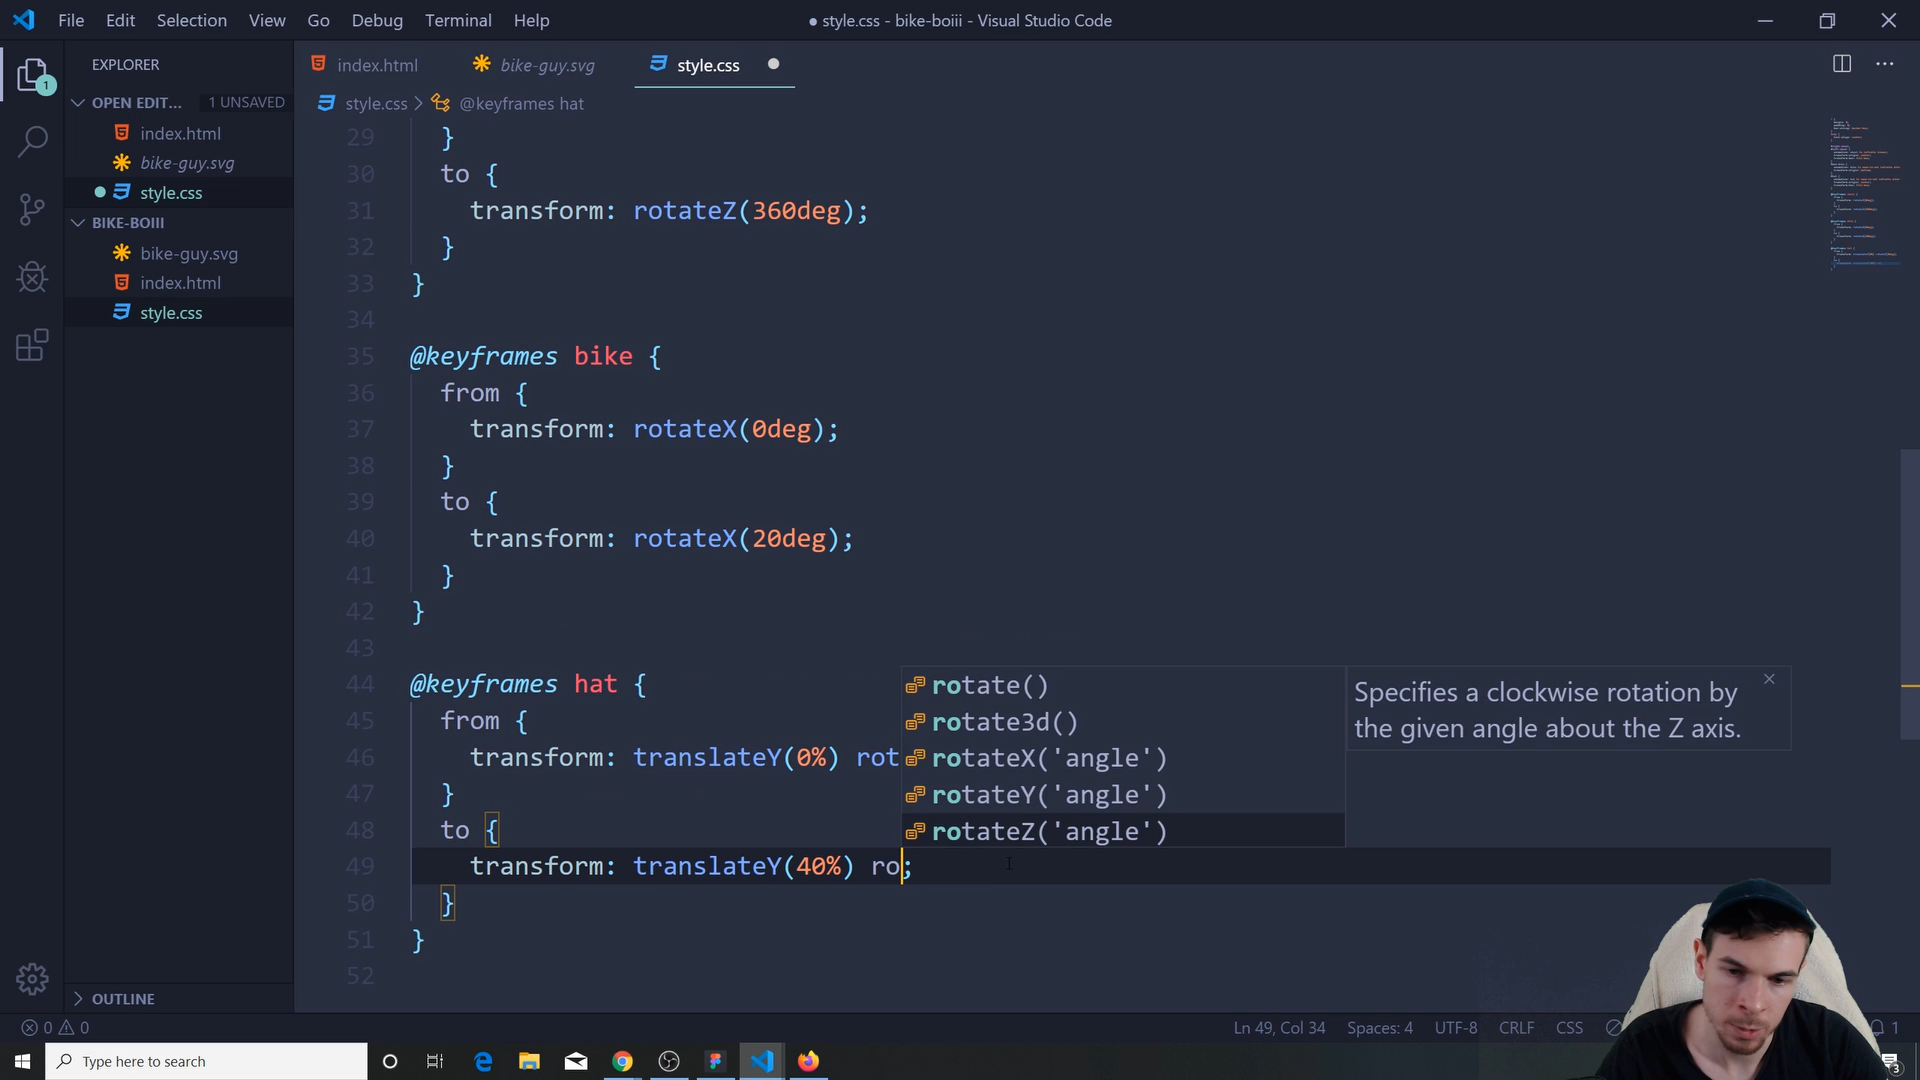 File Edit Selection View Go Debug Terminal Help
● style.css - bike-boiii - Visual Studio Code
EXPLORER
OPEN EDIT... 1 UNSAVED
index.html
bike-guy.svg
style.css
BIKE-BOIII
bike-guy.svg
index.html
style.css
OUTLINE
1
index.html bike-guy.svg style.css
style.css > @keyframes hat
29 }
30 to {
31 transform: rotateZ(360deg);
32 }
33 }
34
35 @keyframes bike {
36 from {
37 transform: rotateX(0deg);
38 }
39 to {
40 transform: rotateX(20deg);
41 }
42 }
43
44 @keyframes hat {
45 from {
46 transform: translateY(0%) rot
47 }
48 to {
49 transform: translateY(40%) ro;
50 }
51 }
52
rotate()
rotate3d()
rotateX('angle')
rotateY('angle')
rotateZ('angle')
Specifies a clockwise rotation by
the given angle about the Z axis.
0 0
Ln 49, Col 34 Spaces: 4 UTF-8 CRLF CSS 1
Type here to search
3